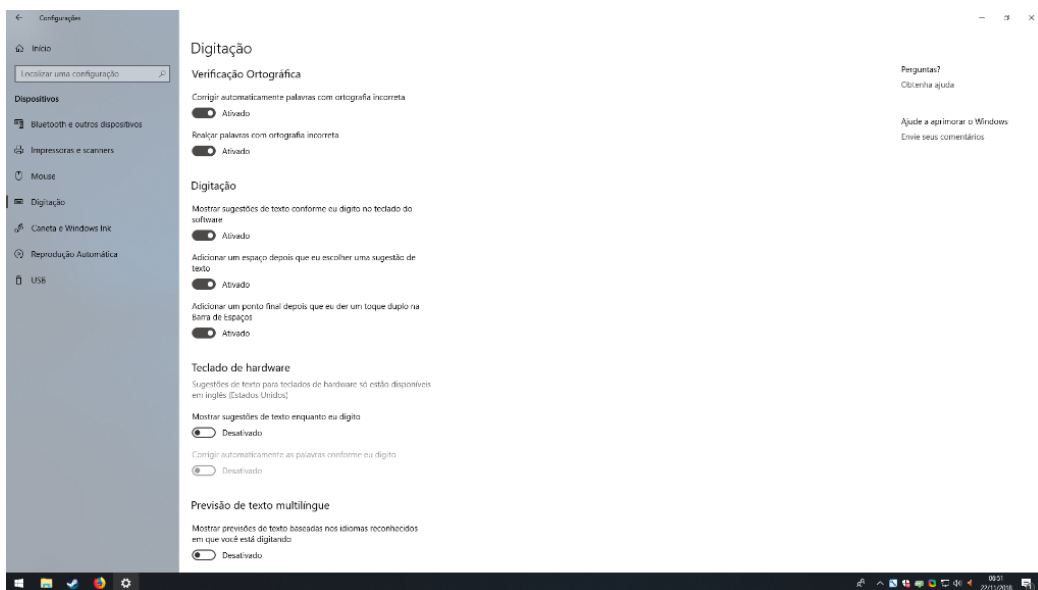 Configurações
Início
Localizar uma configuração
Dispositivos
Bluetooth e outros dispositivos
Impressoras e scanners
Mouse
Digitação
Caneta e Windows Ink
Reprodução Automática
USB
Digitação
Verificação Ortográfica
Corrigir automaticamente palavras com ortografia incorreta
Ativado
Realçar palavras com ortografia incorreta
Ativado
Digitação
Mostrar sugestões de texto conforme eu digito no teclado do
software
Ativado
Adicionar um espaço depois que eu escolher uma sugestão de
texto
Ativado
Adicionar um ponto final depois que eu der um toque duplo na
Barra de Espaços
Ativado
Teclado de hardware
Sugestões de texto para teclados de hardware só estão disponíveis
em inglês (Estados Unidos)
Mostrar sugestões de texto enquanto eu digito
Desativado
Corrigir automaticamente as palavras conforme eu digito
Desativado
Previsão de texto multilíngue
Mostrar previsões de texto baseadas nos idiomas reconhecidos
em que você está digitando
Desativado
Perguntas?
Obtenha ajuda
Ajude a aprimorar o Windows
Envie seus comentários
06:51
22/11/2018